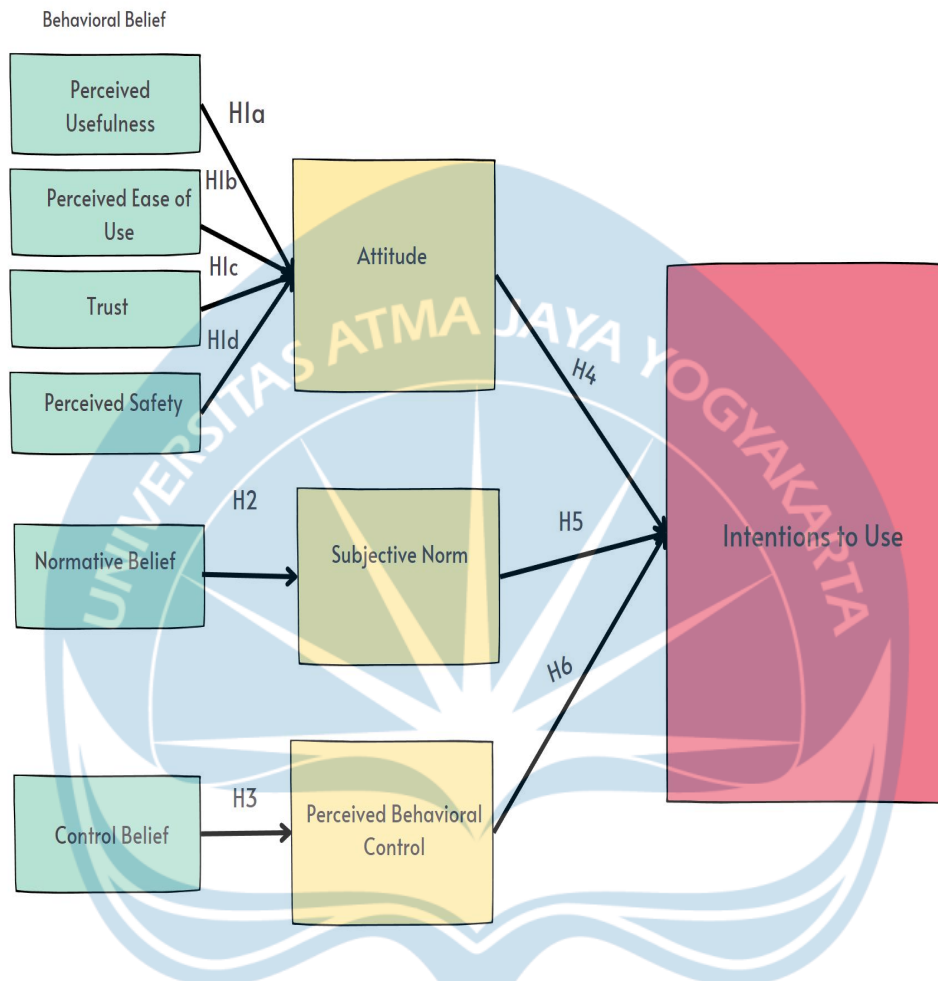 Behavioral Belief
Perceived
Usefulness
H1a
Perceived Ease of
Use
H1b
Trust
H1c
Perceived Safety
H1d
Attitude
H4
Normative Belief
H2
Subjective Norm
H5
Control Belief
H3
Perceived Behavioral
Control
H6
Intentions to Use
UNIVERSITAS ATMA JAYA YOGYAKARTA